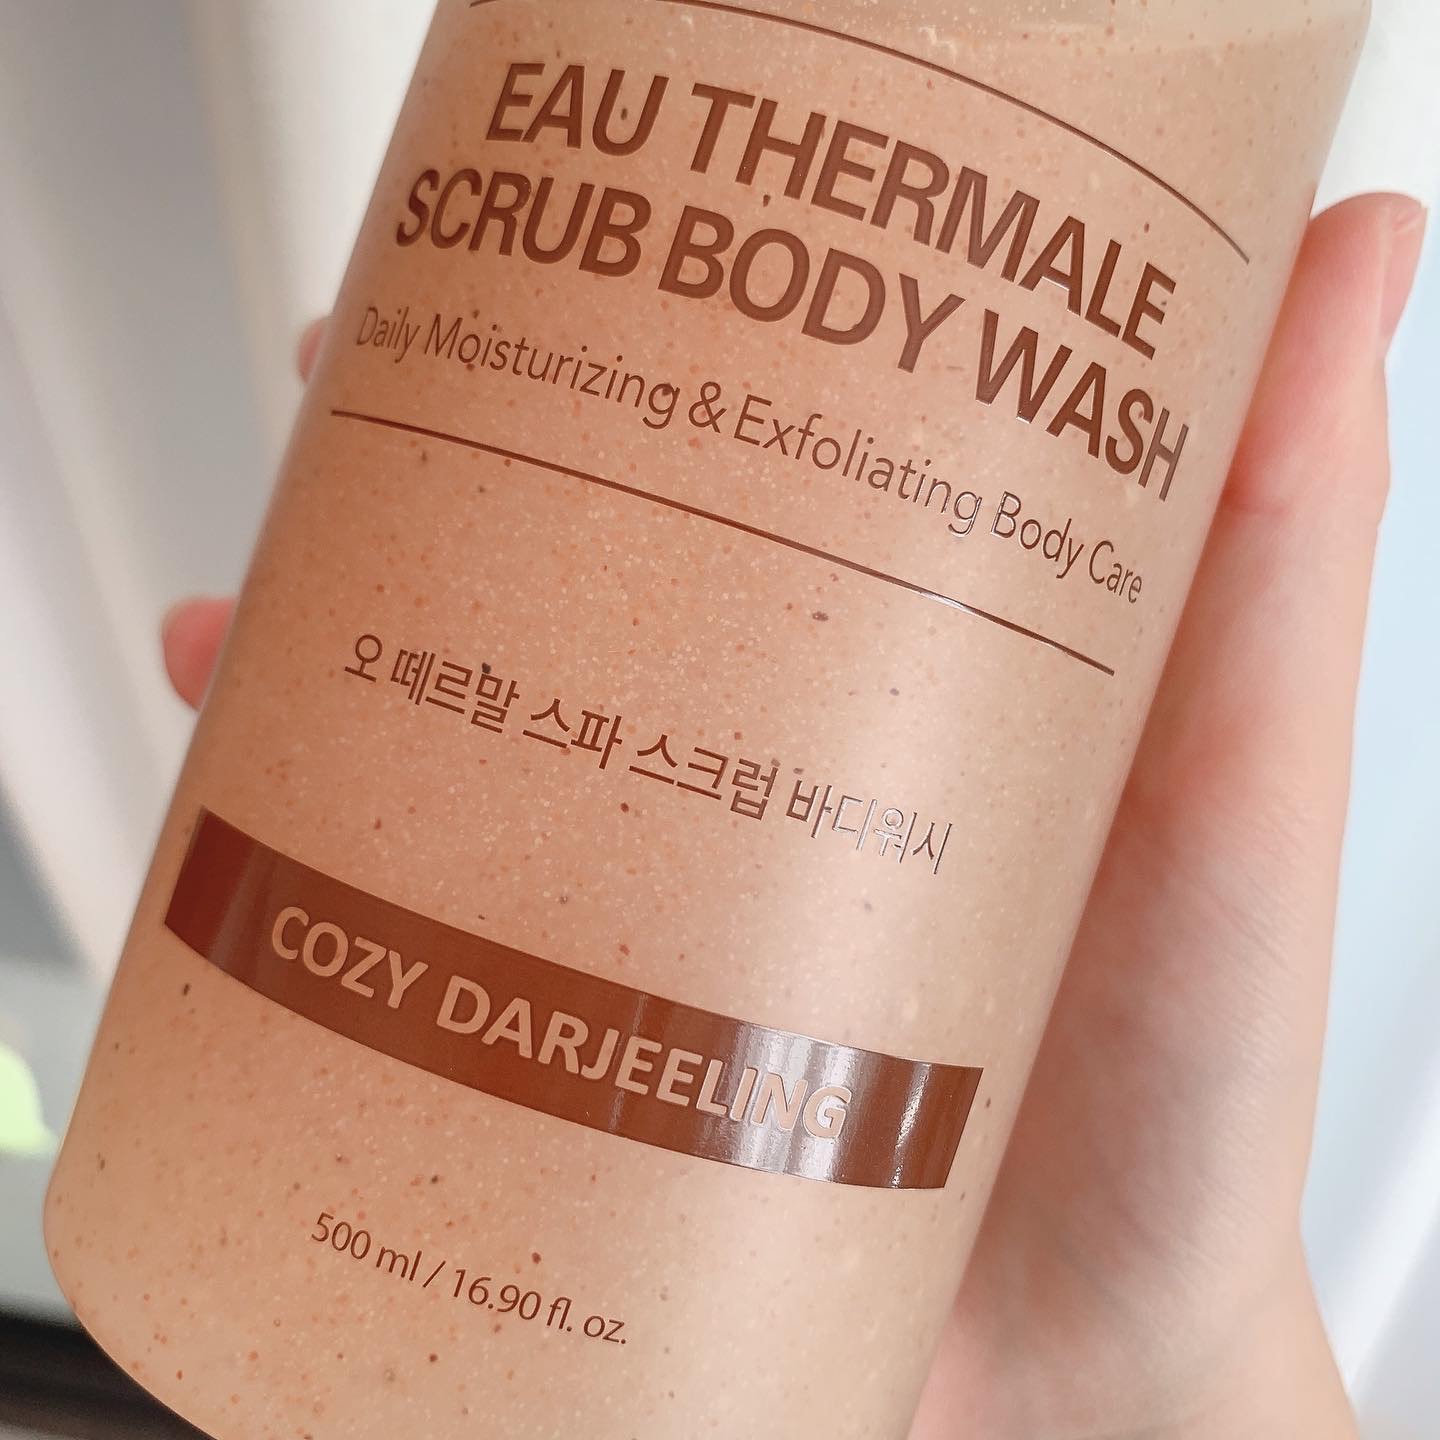 EAU THERMALE
SCRUB BODY WASH
Daily Moisturizing & Exfoliating Body Care
오 떼르말 스파 스크럽 바디워시
COZY DARJEELING
500 ml / 16.90 fl. oz.